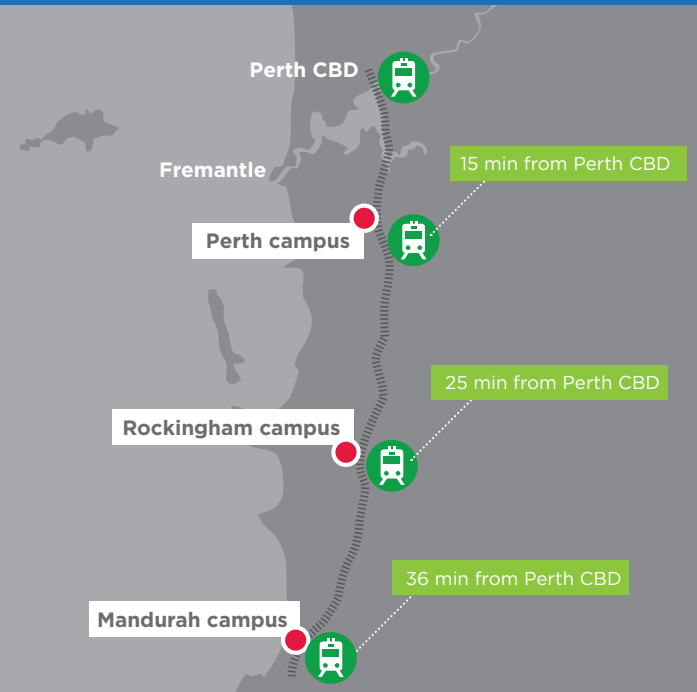 Perth CBD
15 min from Perth CBD
Fremantle
Perth campus
25 min from Perth CBD
Rockingham campus
36 min from Perth CBD
Mandurah campus